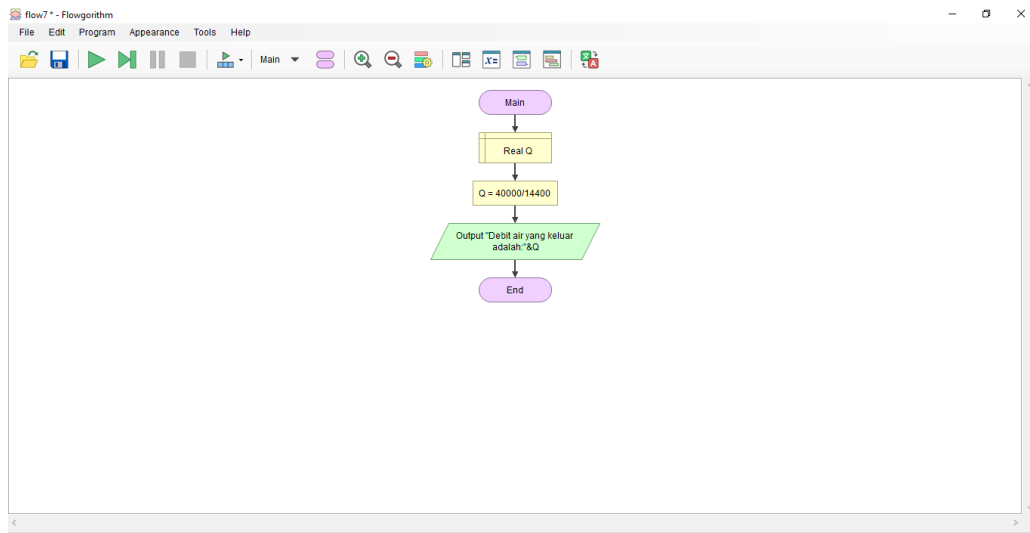 flow7 * - Flowgorithm
File Edit Program Appearance Tools Help
Main
x=
A
Main
Real Q
Q = 40000/14400
Output "Debit air yang keluar
adalah:"&Q
End